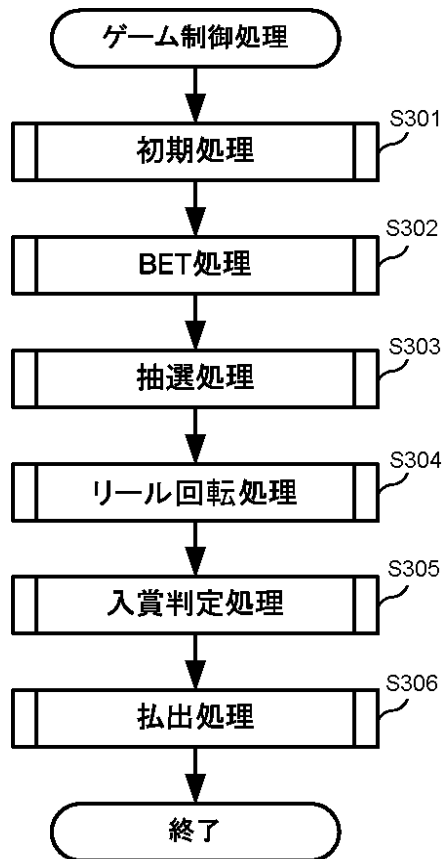 ゲーム制御処理
S301
初期処理
S302
BET処理
S303
抽選処理
S304
リール回転処理
S305
入賞判定処理
S306
払出処理
終了